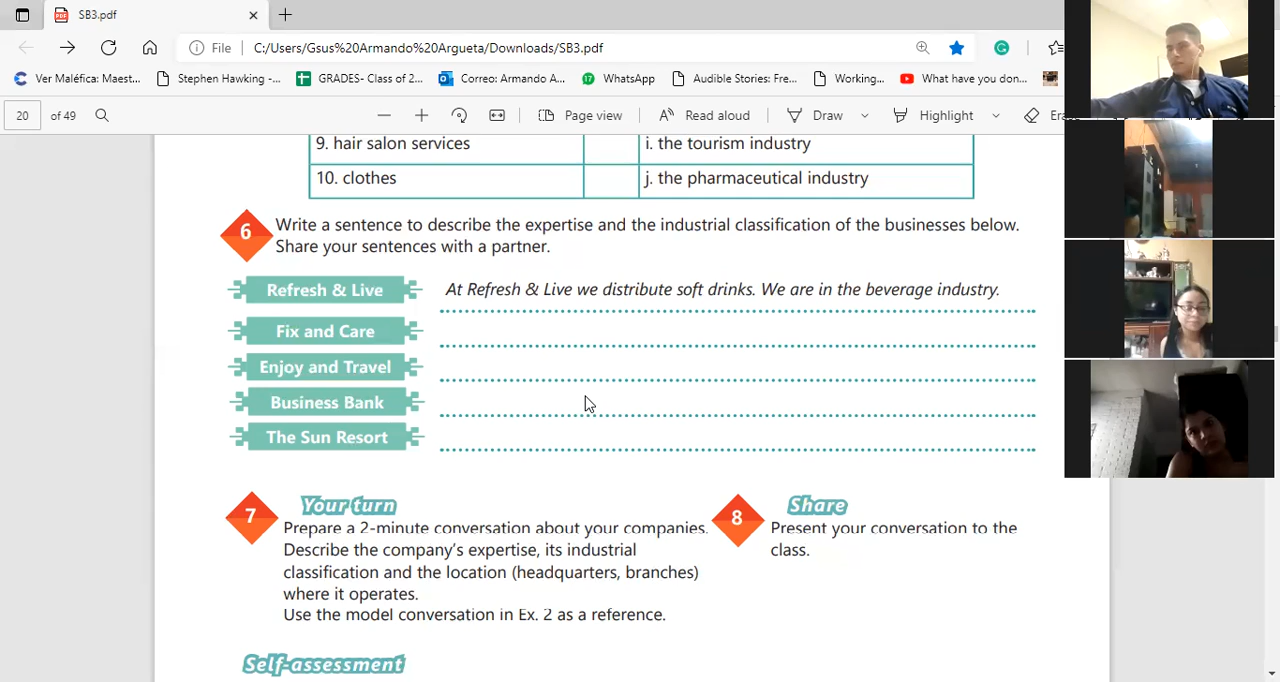 SB3.pdf
File C:/Users/Gsus%20Armando%20Argueta/Downloads/SB3.pdf
Ver Maléfica: Maest... Stephen Hawking -... GRADES- Class of 2... Correo: Armando A... WhatsApp Audible Stories: Fre... Working... What have you don...
20 of 49 Page view Read aloud Draw Highlight
9. hair salon services i. the tourism industry
10. clothes j. the pharmaceutical industry
6 Write a sentence to describe the expertise and the industrial classification of the businesses below.
Share your sentences with a partner.
Refresh & Live At Refresh & Live we distribute soft drinks. We are in the beverage industry.
Fix and Care
Enjoy and Travel
Business Bank
The Sun Resort
7 Your turn
Prepare a 2-minute conversation about your companies.
Describe the company's expertise, its industrial
classification and the location (headquarters, branches)
where it operates.
Use the model conversation in Ex. 2 as a reference.
8 Share
Present your conversation to the
class.
Self-assessment